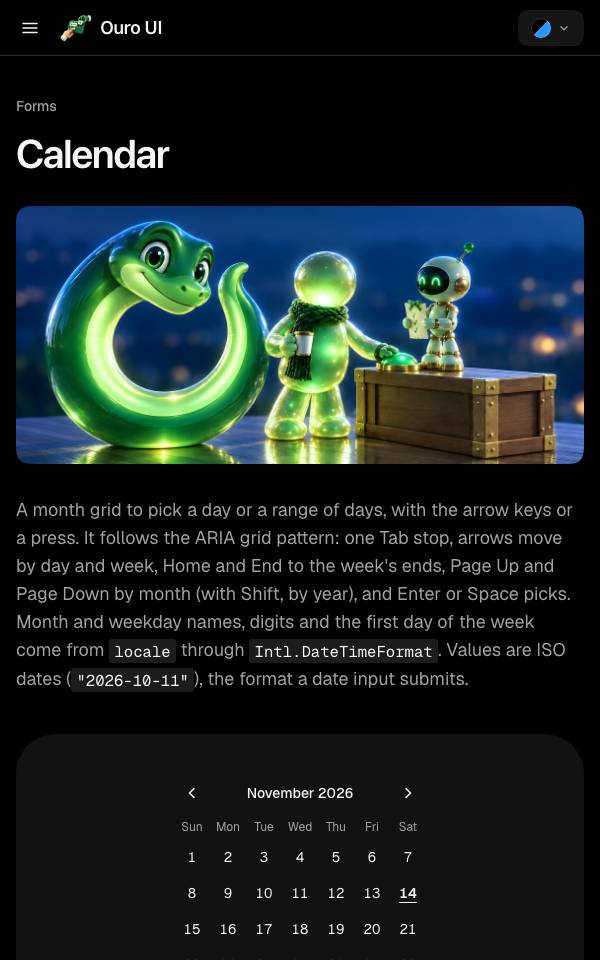 Ouro UI
Forms
Calendar
A month grid to pick a day or a range of days, with the arrow keys or
a press. It follows the ARIA grid pattern: one Tab stop, arrows move
by day and week, Home and End to the week's ends, Page Up and
Page Down by month (with Shift, by year), and Enter or Space picks.
Month and weekday names, digits and the first day of the week
come from locale through Intl.DateTimeFormat. Values are ISO
dates ("2026-10-11"), the format a date input submits.
November 2026
Sun Mon Tue Wed Thu Fri Sat
1 2 3 4 5 6 7
8 9 10 11 12 13 14
15 16 17 18 19 20 21